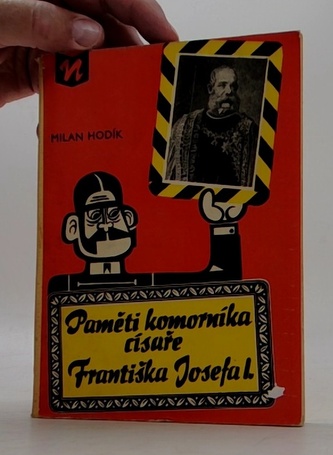 n
MILAN HODÍK
Paměti komorníka
císaře
Františka Josefa I.